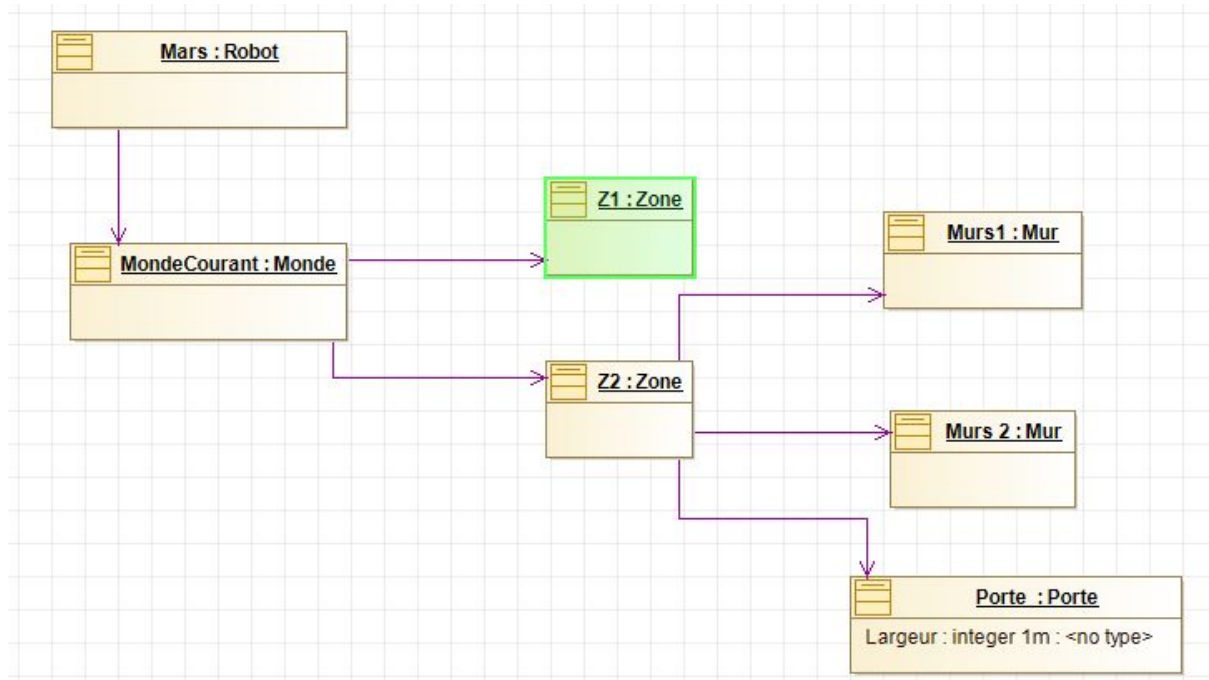 Mars : Robot
Z1 : Zone
Murs1 : Mur
MondeCourant : Monde
Z2 : Zone
Murs 2 : Mur
Porte : Porte
Largeur : integer 1m : <no type>